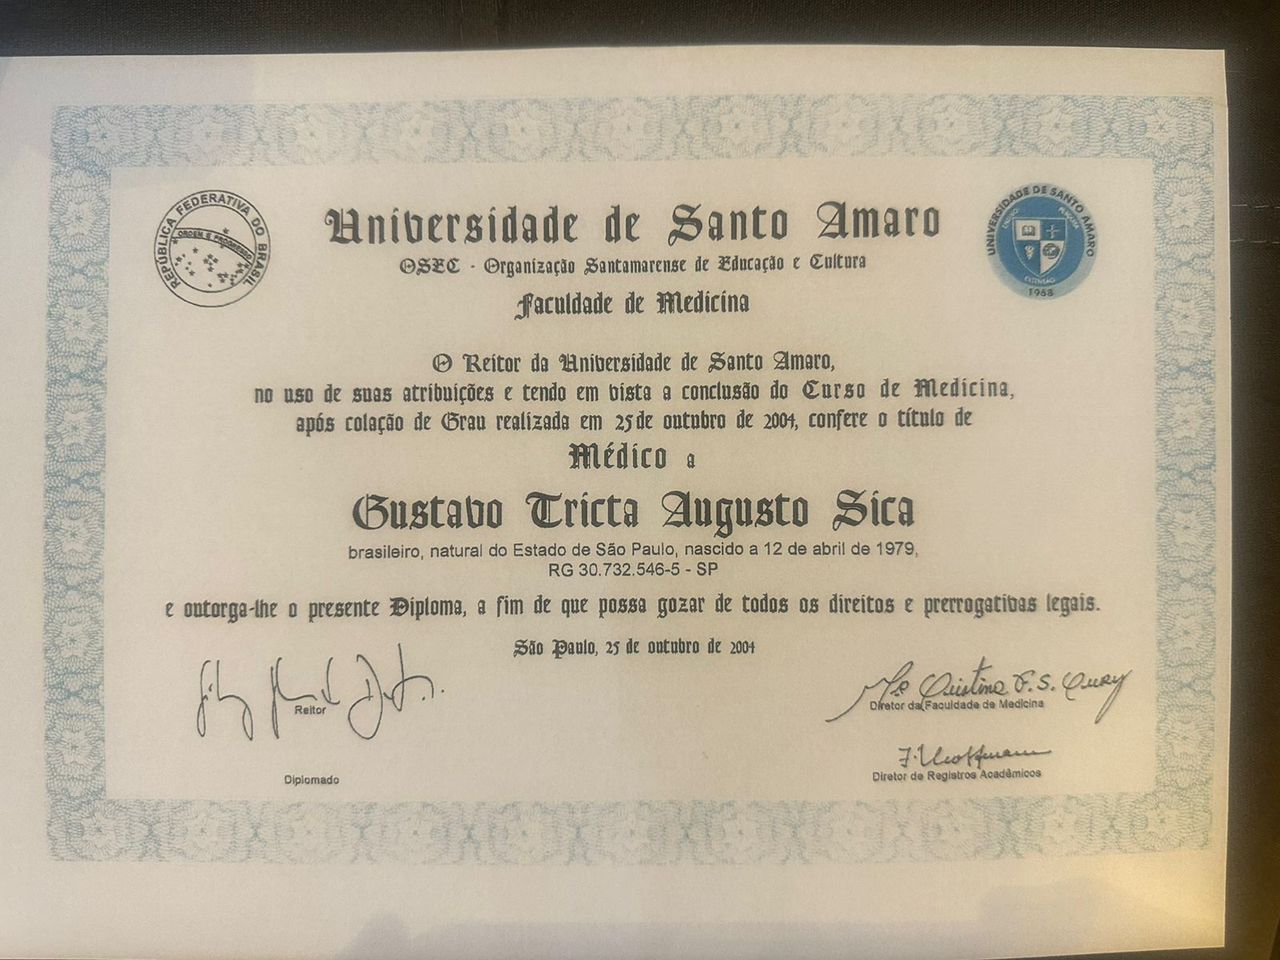 REPÚBLICA FEDERATIVA DO BRASIL
ORDEM E PROGRESSO
UNIVERSIDADE DE SANTO AMARO
ENSINO
PESQUISA
EXTENSÃO
1968
Universidade de Santo Amaro
OSEC - Organização Santamarense de Educação e Cultura
Faculdade de Medicina
O Reitor da Universidade de Santo Amaro,
no uso de suas atribuições e tendo em vista a conclusão do Curso de Medicina,
após colação de Grau realizada em 25 de outubro de 2004, confere o título de
Médico a
Gustavo Tricta Augusto Sica
brasileiro, natural do Estado de São Paulo, nascido a 12 de abril de 1979,
RG 30.732.546-5 - SP
e outorga-lhe o presente Diploma, a fim de que possa gozar de todos os direitos e prerrogativas legais.
São Paulo, 25 de outubro de 2004
Reitor
Mª Cristina F. S. Cury
Diretor da Faculdade de Medicina
Diplomado
Diretor de Registros Acadêmicos